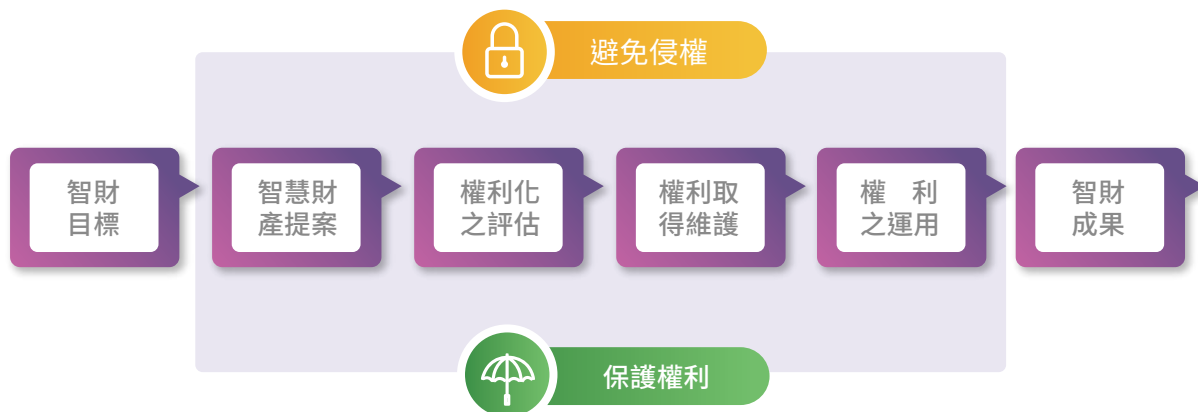 避免侵權
智財
目標
智慧財
產提案
權利化
之評估
權利取
得維護
權 利
之運用
智財
成果
保護權利